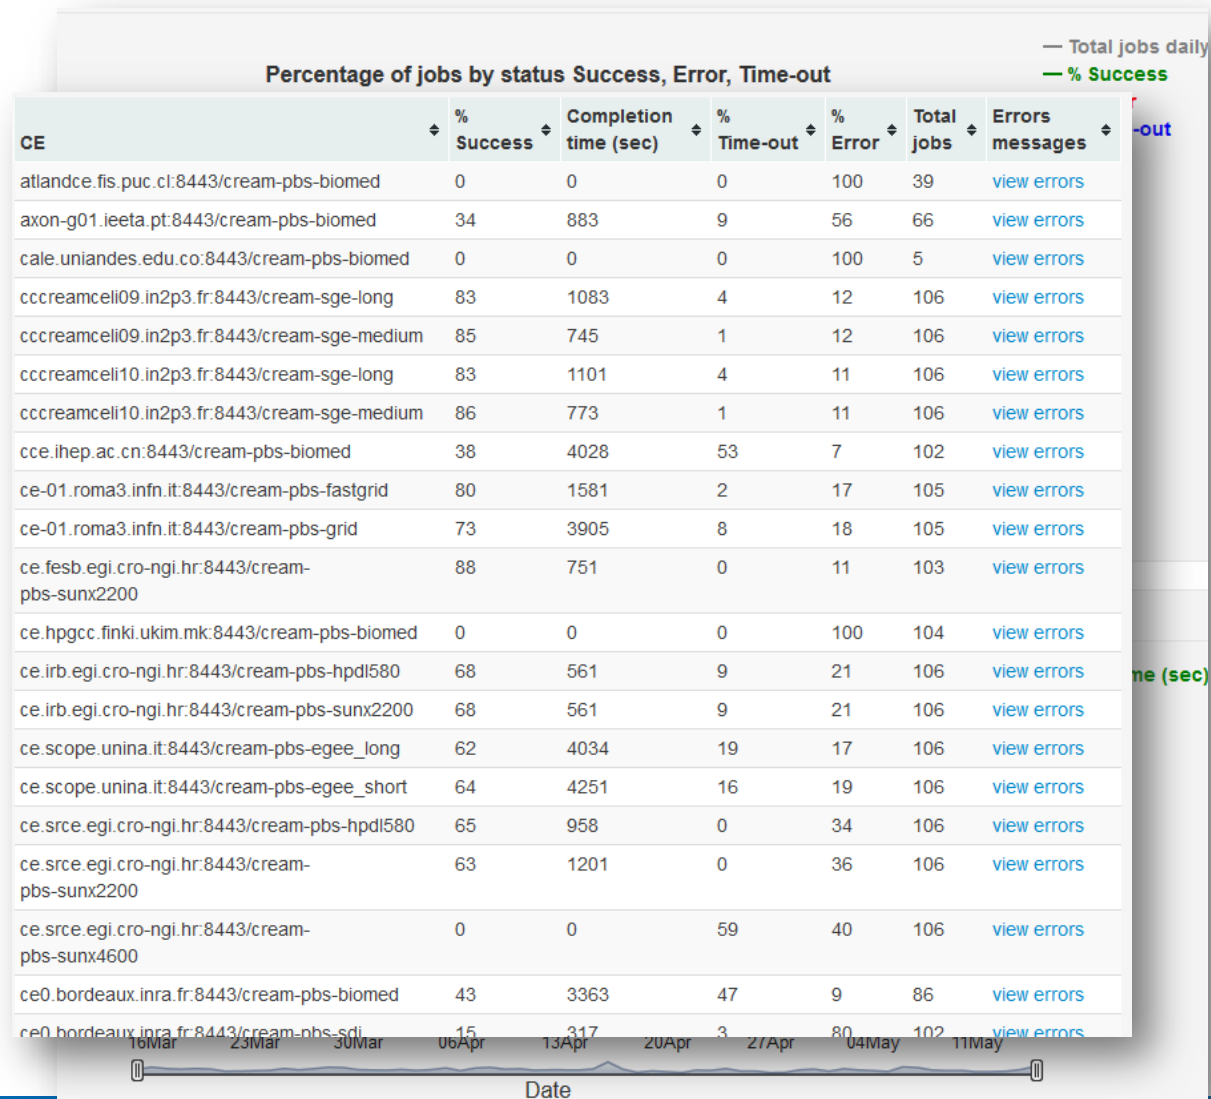 — Total jobs daily
Percentage of jobs by status Success, Error, Time-out
— % Success
r
-out
CE % Success Completion time (sec) % Time-out % Error Total jobs Errors messages
atlandce.fis.puc.cl:8443/cream-pbs-biomed 0 0 0 100 39 view errors
axon-g01.ieeta.pt:8443/cream-pbs-biomed 34 883 9 56 66 view errors
cale.uniandes.edu.co:8443/cream-pbs-biomed 0 0 0 100 5 view errors
cccreamceli09.in2p3.fr:8443/cream-sge-long 83 1083 4 12 106 view errors
cccreamceli09.in2p3.fr:8443/cream-sge-medium 85 745 1 12 106 view errors
cccreamceli10.in2p3.fr:8443/cream-sge-long 83 1101 4 11 106 view errors
cccreamceli10.in2p3.fr:8443/cream-sge-medium 86 773 1 11 106 view errors
cce.ihep.ac.cn:8443/cream-pbs-biomed 38 4028 53 7 102 view errors
ce-01.roma3.infn.it:8443/cream-pbs-fastgrid 80 1581 2 17 105 view errors
ce-01.roma3.infn.it:8443/cream-pbs-grid 73 3905 8 18 105 view errors
ce.fesb.egi.cro-ngi.hr:8443/cream- 88 751 0 11 103 view errors
pbs-sunx2200
ce.hpgcc.finki.ukim.mk:8443/cream-pbs-biomed 0 0 0 100 104 view errors
ce.irb.egi.cro-ngi.hr:8443/cream-pbs-hpdl580 68 561 9 21 106 view errors
me (sec)
ce.irb.egi.cro-ngi.hr:8443/cream-pbs-sunx2200 68 561 9 21 106 view errors
ce.scope.unina.it:8443/cream-pbs-egee_long 62 4034 19 17 106 view errors
ce.scope.unina.it:8443/cream-pbs-egee_short 64 4251 16 19 106 view errors
ce.srce.egi.cro-ngi.hr:8443/cream-pbs-hpdl580 65 958 0 34 106 view errors
ce.srce.egi.cro-ngi.hr:8443/cream- 63 1201 0 36 106 view errors
pbs-sunx2200
ce.srce.egi.cro-ngi.hr:8443/cream- 0 0 59 40 106 view errors
pbs-sunx4600
ce0.bordeaux.inra.fr:8443/cream-pbs-biomed 43 3363 47 9 86 view errors
ce0.bordeaux.inra.fr:8443/cream-pbs-sdi 15 317 3 80 102 view errors
16Mar 23Mar 30Mar 06Apr 13Apr 20Apr 27Apr 04May 11May
Date